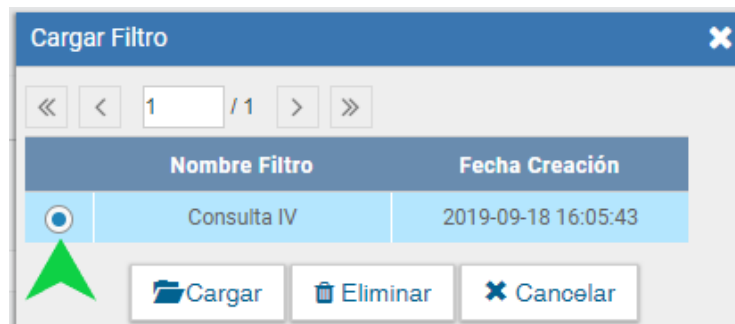 Cargar Filtro
1 / 1
Nombre Filtro Fecha Creación
Consulta IV 2019-09-18 16:05:43
Cargar Eliminar Cancelar